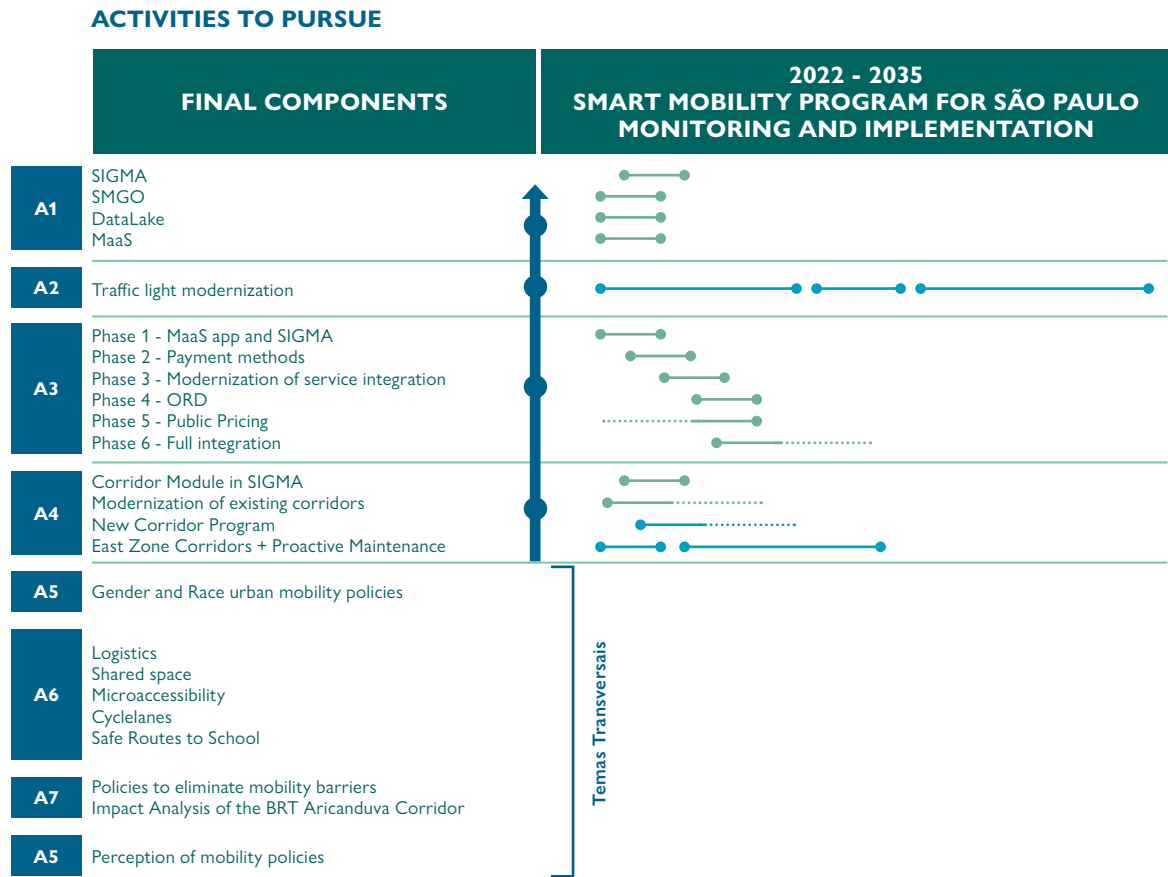 ACTIVITIES TO PURSUE
FINAL COMPONENTS
2022 - 2035
SMART MOBILITY PROGRAM FOR SÃO PAULO
MONITORING AND IMPLEMENTATION
A1
SIGMA
SMGO
DataLake
MaaS
A2
Traffic light modernization
A3
Phase 1 - MaaS app and SIGMA
Phase 2 - Payment methods
Phase 3 - Modernization of service integration
Phase 4 - ORD
Phase 5 - Public Pricing
Phase 6 - Full integration
A4
Corridor Module in SIGMA
Modernization of existing corridors
New Corridor Program
East Zone Corridors + Proactive Maintenance
A5
Gender and Race urban mobility policies
A6
Logistics
Shared space
Microaccessibility
Cyclelanes
Safe Routes to School
A7
Policies to eliminate mobility barriers
Impact Analysis of the BRT Aricanduva Corridor
A5
Perception of mobility policies
Temas Transversais